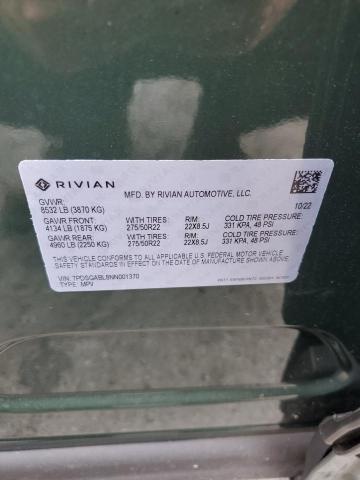 RIVIAN
MFD. BY RIVIAN AUTOMOTIVE, LLC.
10/22
GVWR:
8532 LB (3870 KG)
GAWR FRONT: WITH TIRES: RIM: COLD TIRE PRESSURE:
4134 LB (1875 KG) 275/50R22 22X8.5J 331 KPA, 48 PSI
GAWR REAR: WITH TIRES: RIM: COLD TIRE PRESSURE:
4960 LB (2250 KG) 275/50R22 22X8.5J 331 KPA, 48 PSI
THIS VEHICLE CONFORMS TO ALL APPLICABLE U.S. FEDERAL MOTOR VEHICLE
SAFETY STANDARDS IN EFFECT ON THE DATE OF MANUFACTURE SHOWN ABOVE.
VIN: 7PDSGABL8NN001370
TYPE: MPV